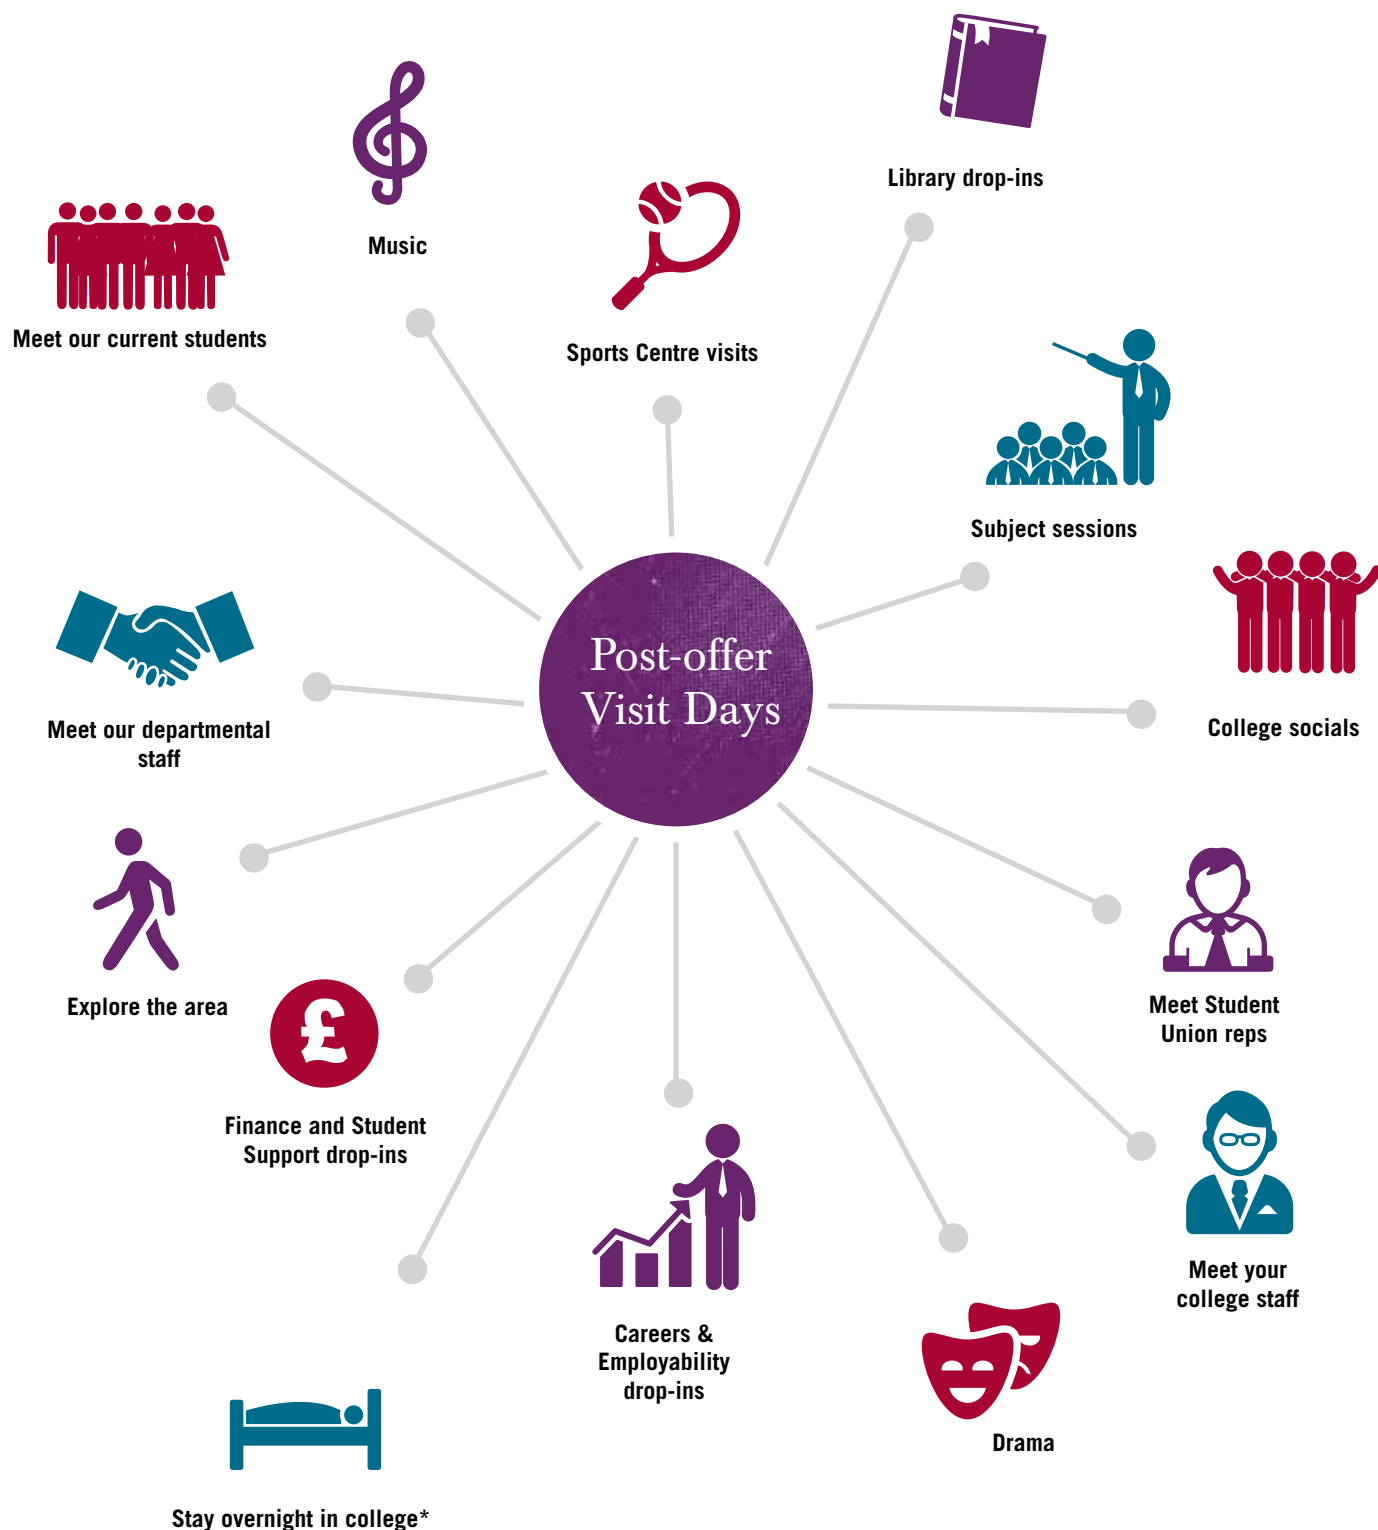 Library drop-ins
Music
Meet our current students
Sports Centre visits
Subject sessions
Post-offer
Visit Days
College socials
Meet our departmental
staff
Explore the area
Meet Student
Union reps
£
Finance and Student
Support drop-ins
Meet your
college staff
Careers &
Employability
drop-ins
Drama
Stay overnight in college*